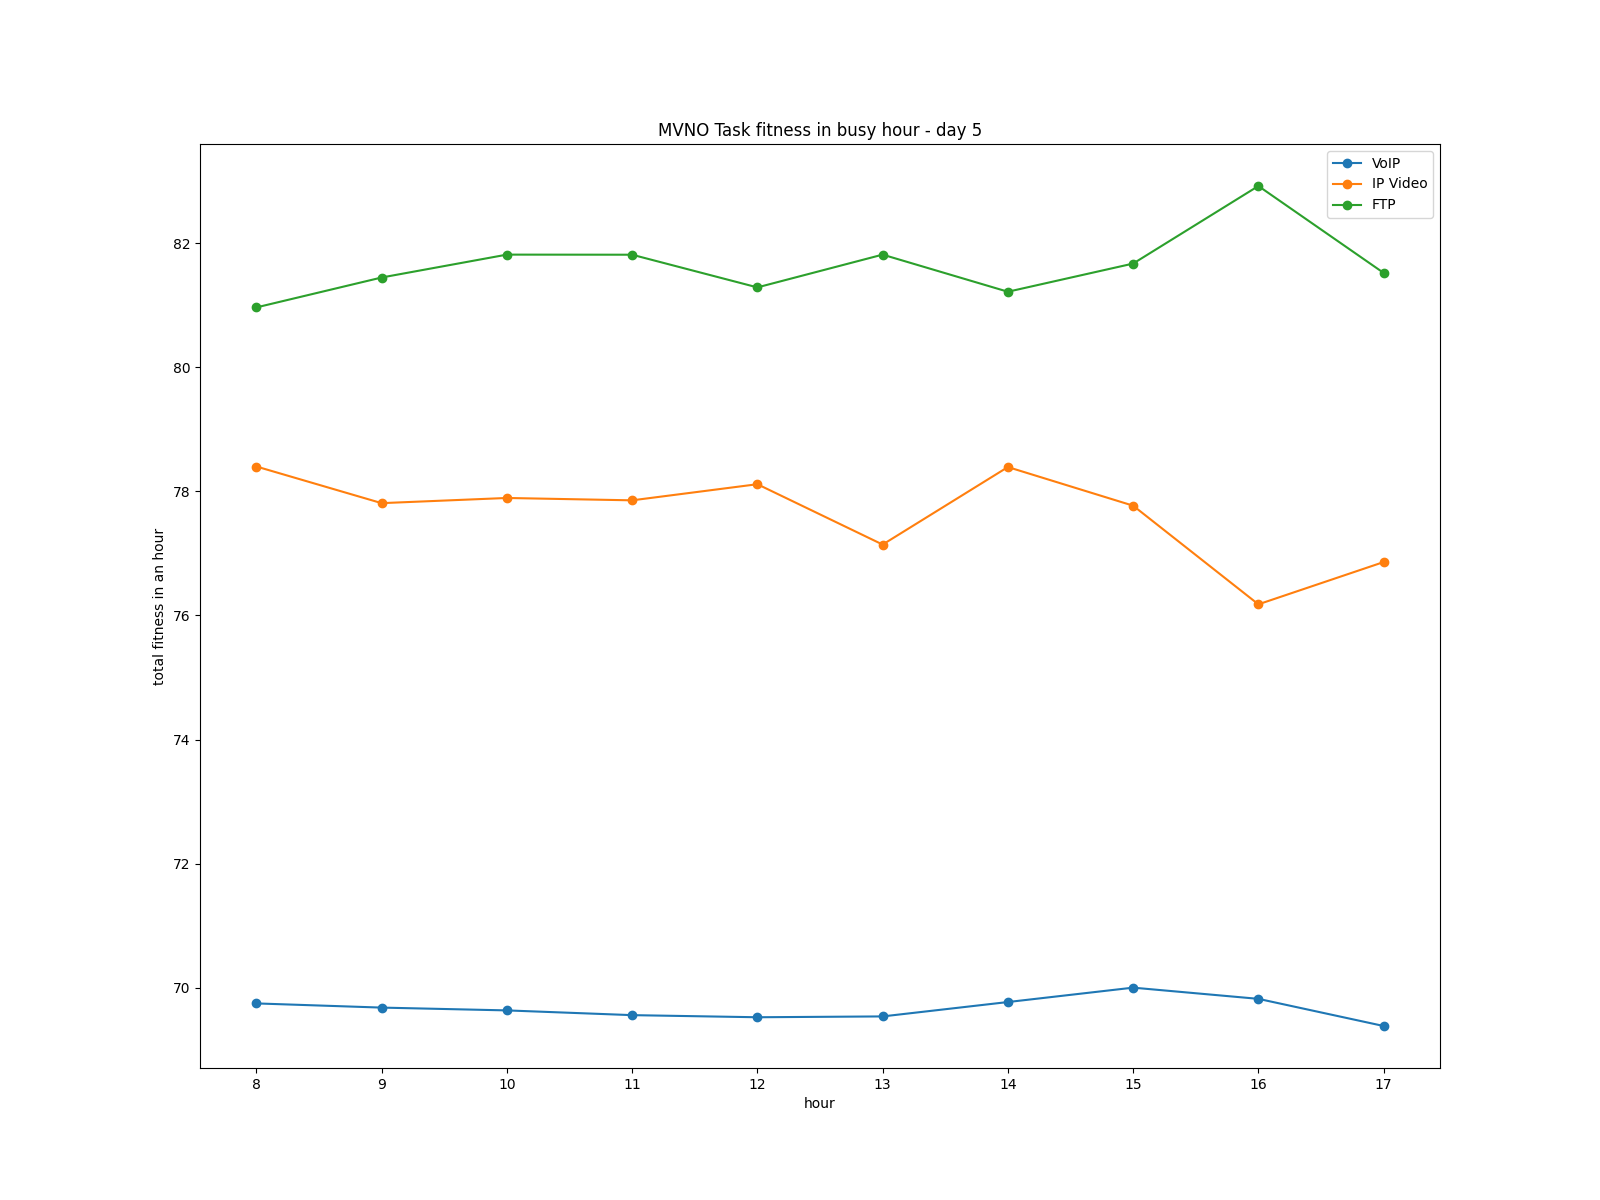 MVNO Task fitness in busy hour - day 5
VoIP
IP Video
FTP
82
80
78
76
74
72
70
total fitness in an hour
8 9 10 11 12 13 14 15 16 17
hour